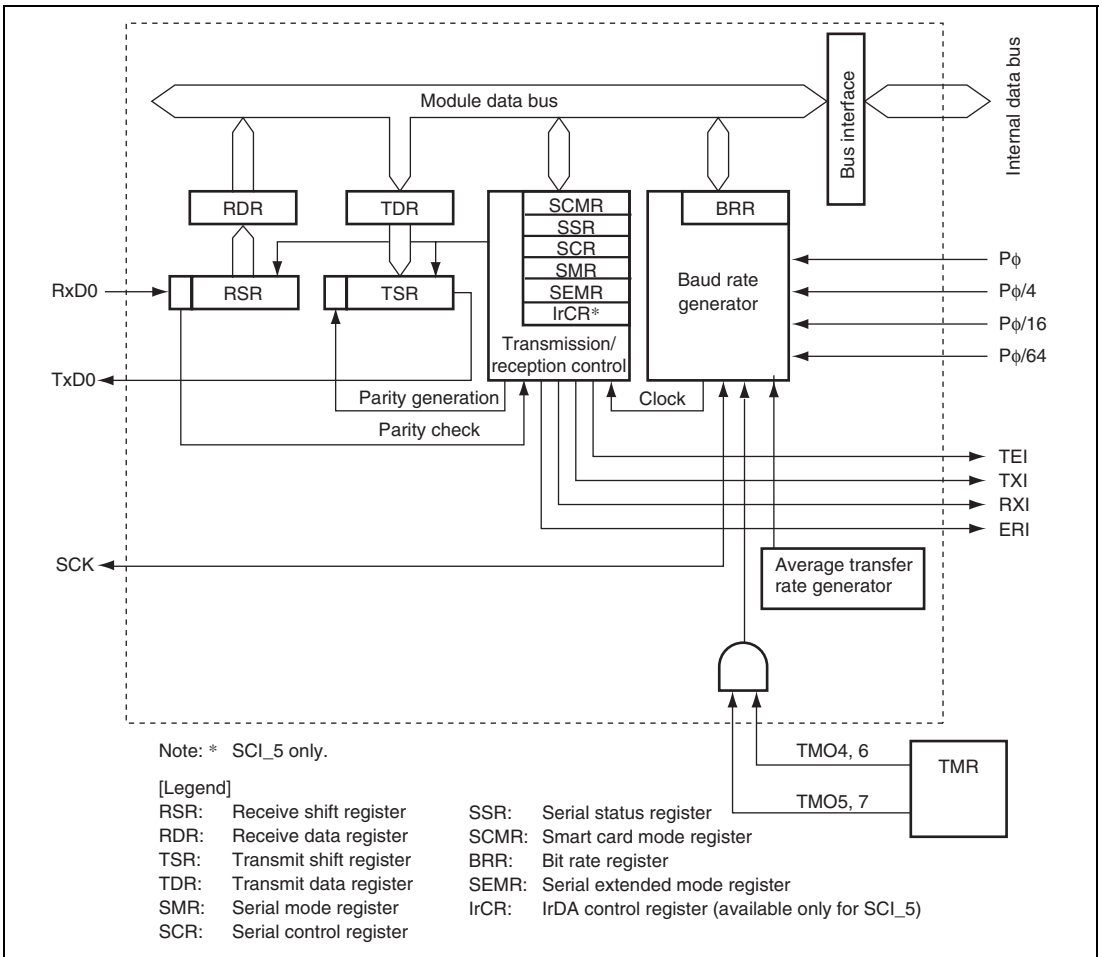 Module data bus
Bus interface
Internal data bus
RDR
TDR
SCMR
SSR
SCR
SMR
SEMR
IrCR*
Transmission/
reception control
BRR
Baud rate
generator
RxD0
RSR
TSR
Pϕ
Pϕ/4
Pϕ/16
Pϕ/64
TxD0
Parity generation
Clock
Parity check
TEI
TXI
RXI
ERI
SCK
Average transfer
rate generator
TMO4, 6
TMO5, 7
TMR
Note: * SCI_5 only.
[Legend]
RSR: Receive shift register
RDR: Receive data register
TSR: Transmit shift register
TDR: Transmit data register
SMR: Serial mode register
SCR: Serial control register
SSR: Serial status register
SCMR: Smart card mode register
BRR: Bit rate register
SEMR: Serial extended mode register
IrCR: IrDA control register (available only for SCI_5)